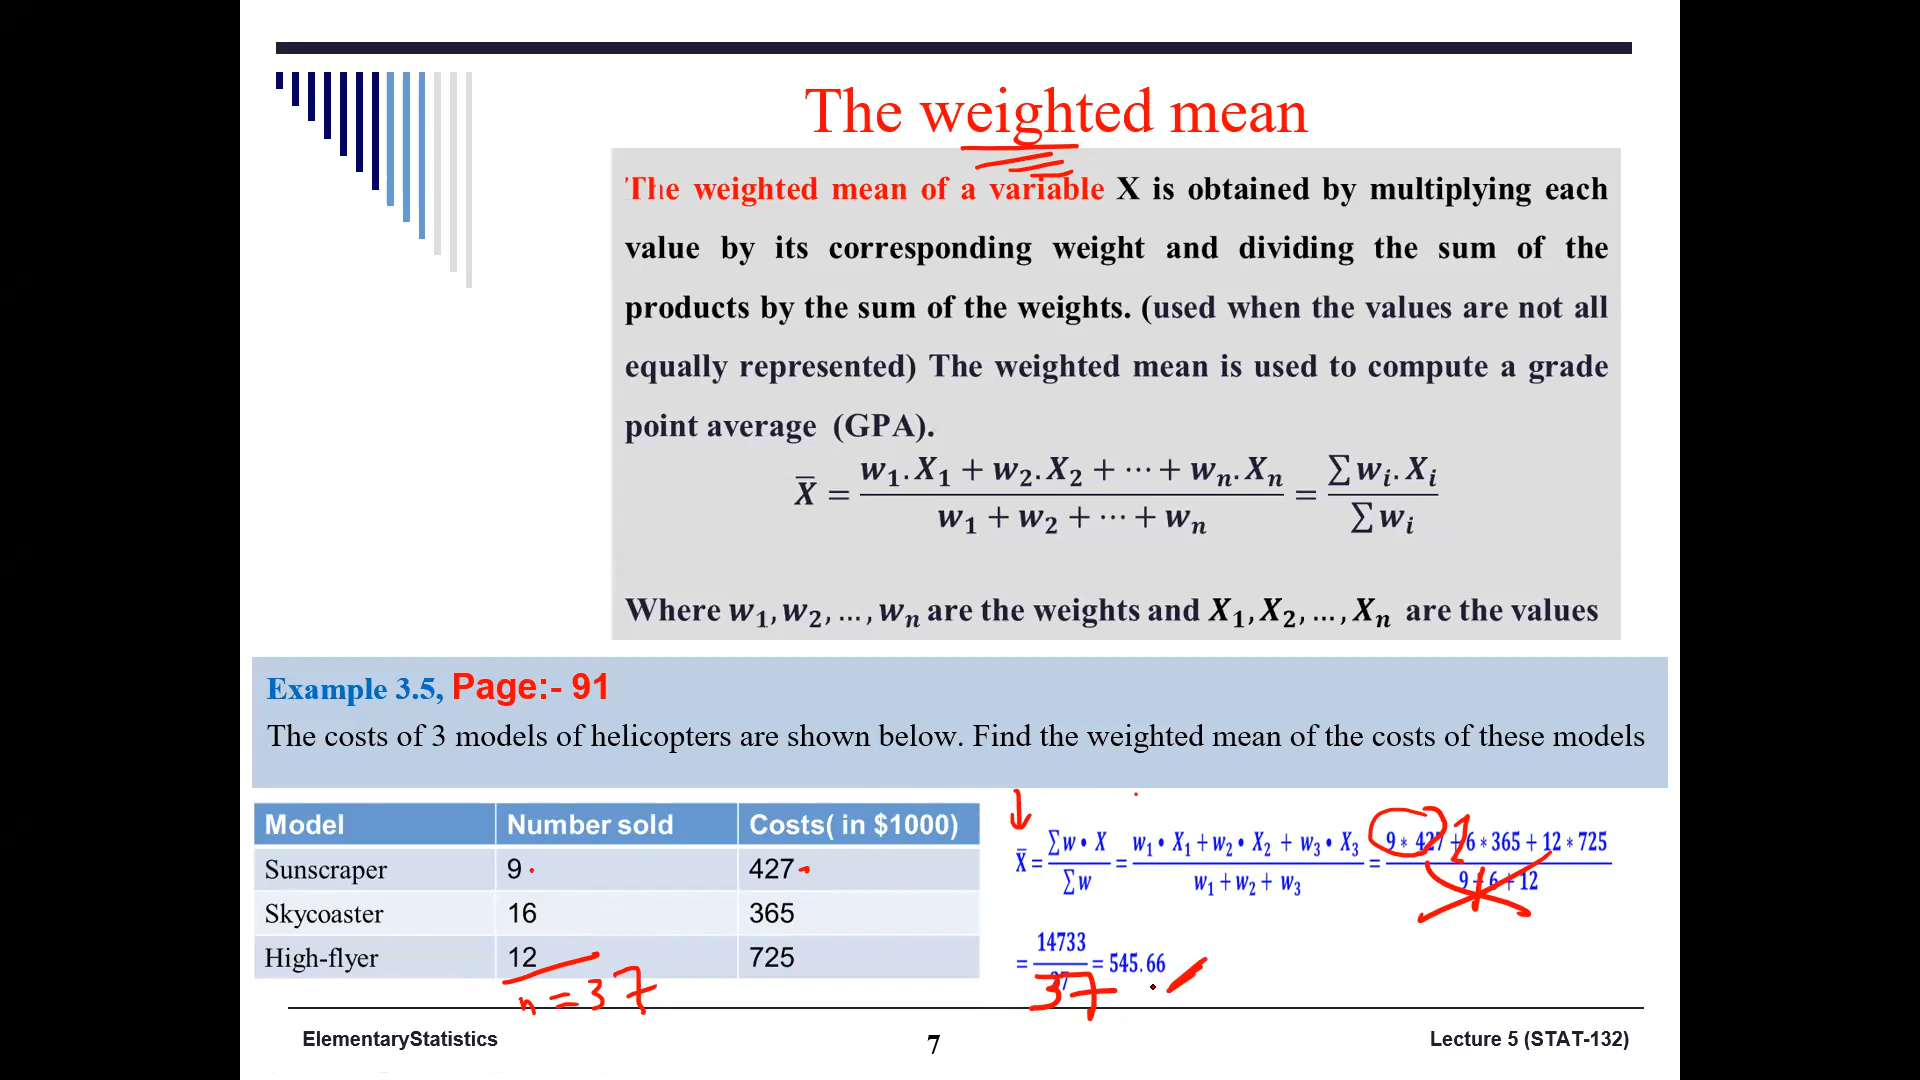 The weighted mean
The weighted mean of a variable X is obtained by multiplying each
value by its corresponding weight and dividing the sum of the
products by the sum of the weights. (used when the values are not all
equally represented) The weighted mean is used to compute a grade
point average (GPA).
X̅ = (w₁.X₁ + w₂.X₂ + ⋯ + wₙ.Xₙ) / (w₁ + w₂ + ⋯ + wₙ) = ∑wᵢ.Xᵢ / ∑wᵢ
Where w₁, w₂, …, wₙ are the weights and X₁, X₂, …, Xₙ are the values
Example 3.5, Page:- 91
The costs of 3 models of helicopters are shown below. Find the weighted mean of the costs of these models
Model Number sold Costs( in $1000)
Sunscraper 9 427
Skycoaster 16 365
High-flyer 12 725
n = 37
X̅ = ∑w • X / ∑w = (w₁ • X₁ + w₂ • X₂ + w₃ • X₃) / (w₁ + w₂ + w₃) = (9 * 427 + 16 * 365 + 12 * 725) / (9 + 6 + 12)
= 14733 / 37 = 545.66
ElementaryStatistics
7
Lecture 5 (STAT-132)